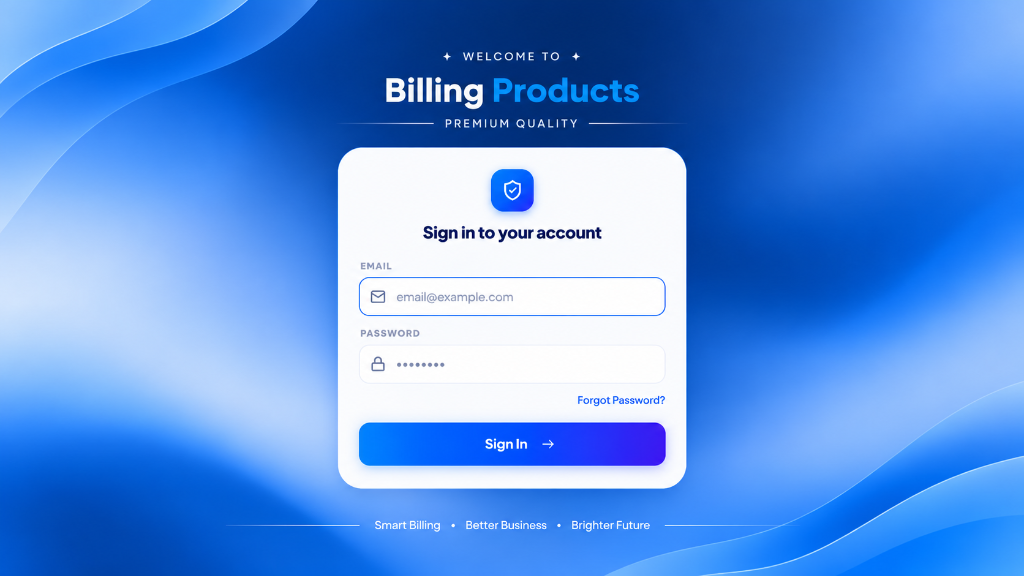 ✦ WELCOME TO ✦
Billing Products
PREMIUM QUALITY
Sign in to your account
EMAIL
email@example.com
PASSWORD
••••••••
Forgot Password?
Sign In →
Smart Billing • Better Business • Brighter Future